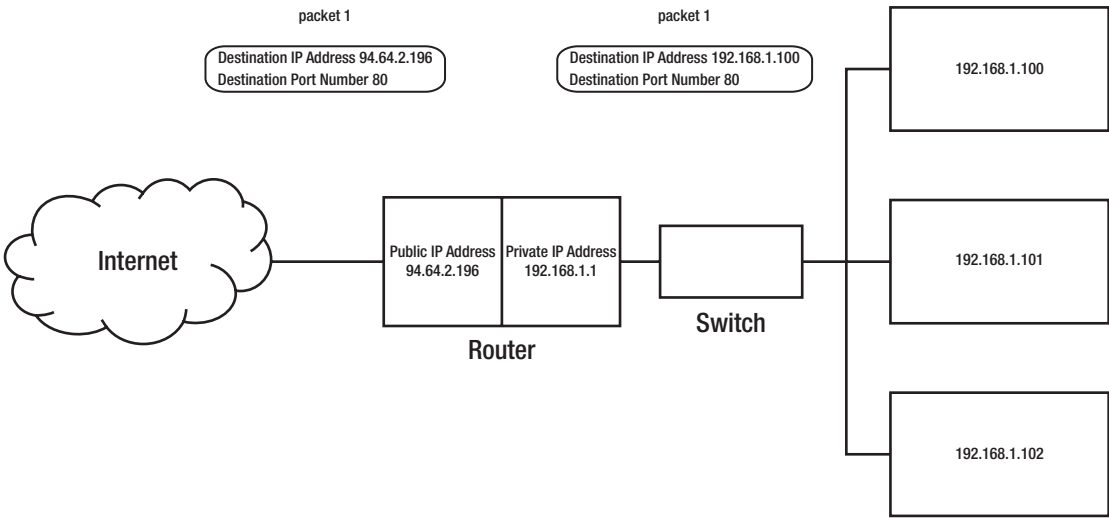 packet 1
packet 1
Destination IP Address 94.64.2.196
Destination Port Number 80
Destination IP Address 192.168.1.100
Destination Port Number 80
192.168.1.100
Internet
Public IP Address
94.64.2.196
Private IP Address
192.168.1.1
Router
Switch
192.168.1.101
192.168.1.102